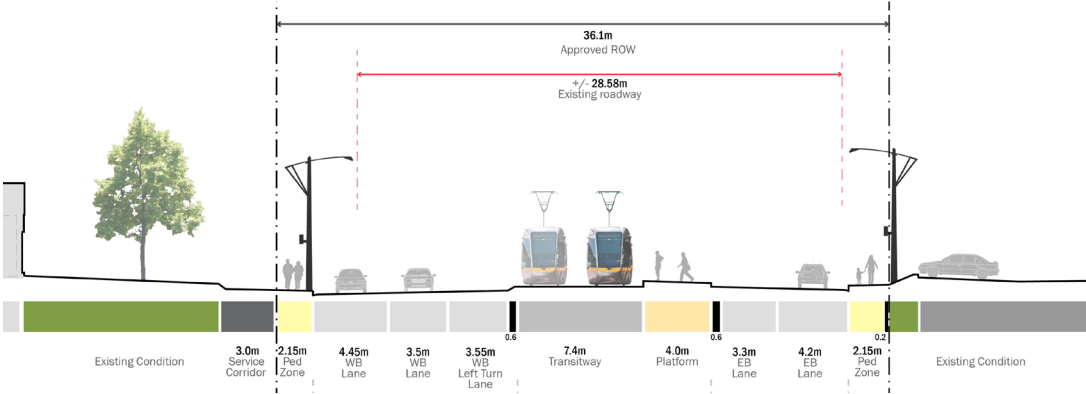 36.1m
Approved ROW
+/- 28.58m
Existing roadway
0.6
0.6
0.2
Existing Condition
3.0m
Service
Corridor
2.15m
Ped
Zone
4.45m
WB
Lane
3.5m
WB
Lane
3.55m
WB
Left Turn
Lane
7.4m
Transitway
4.0m
Platform
3.3m
EB
Lane
4.2m
EB
Lane
2.15m
Ped
Zone
Existing Condition